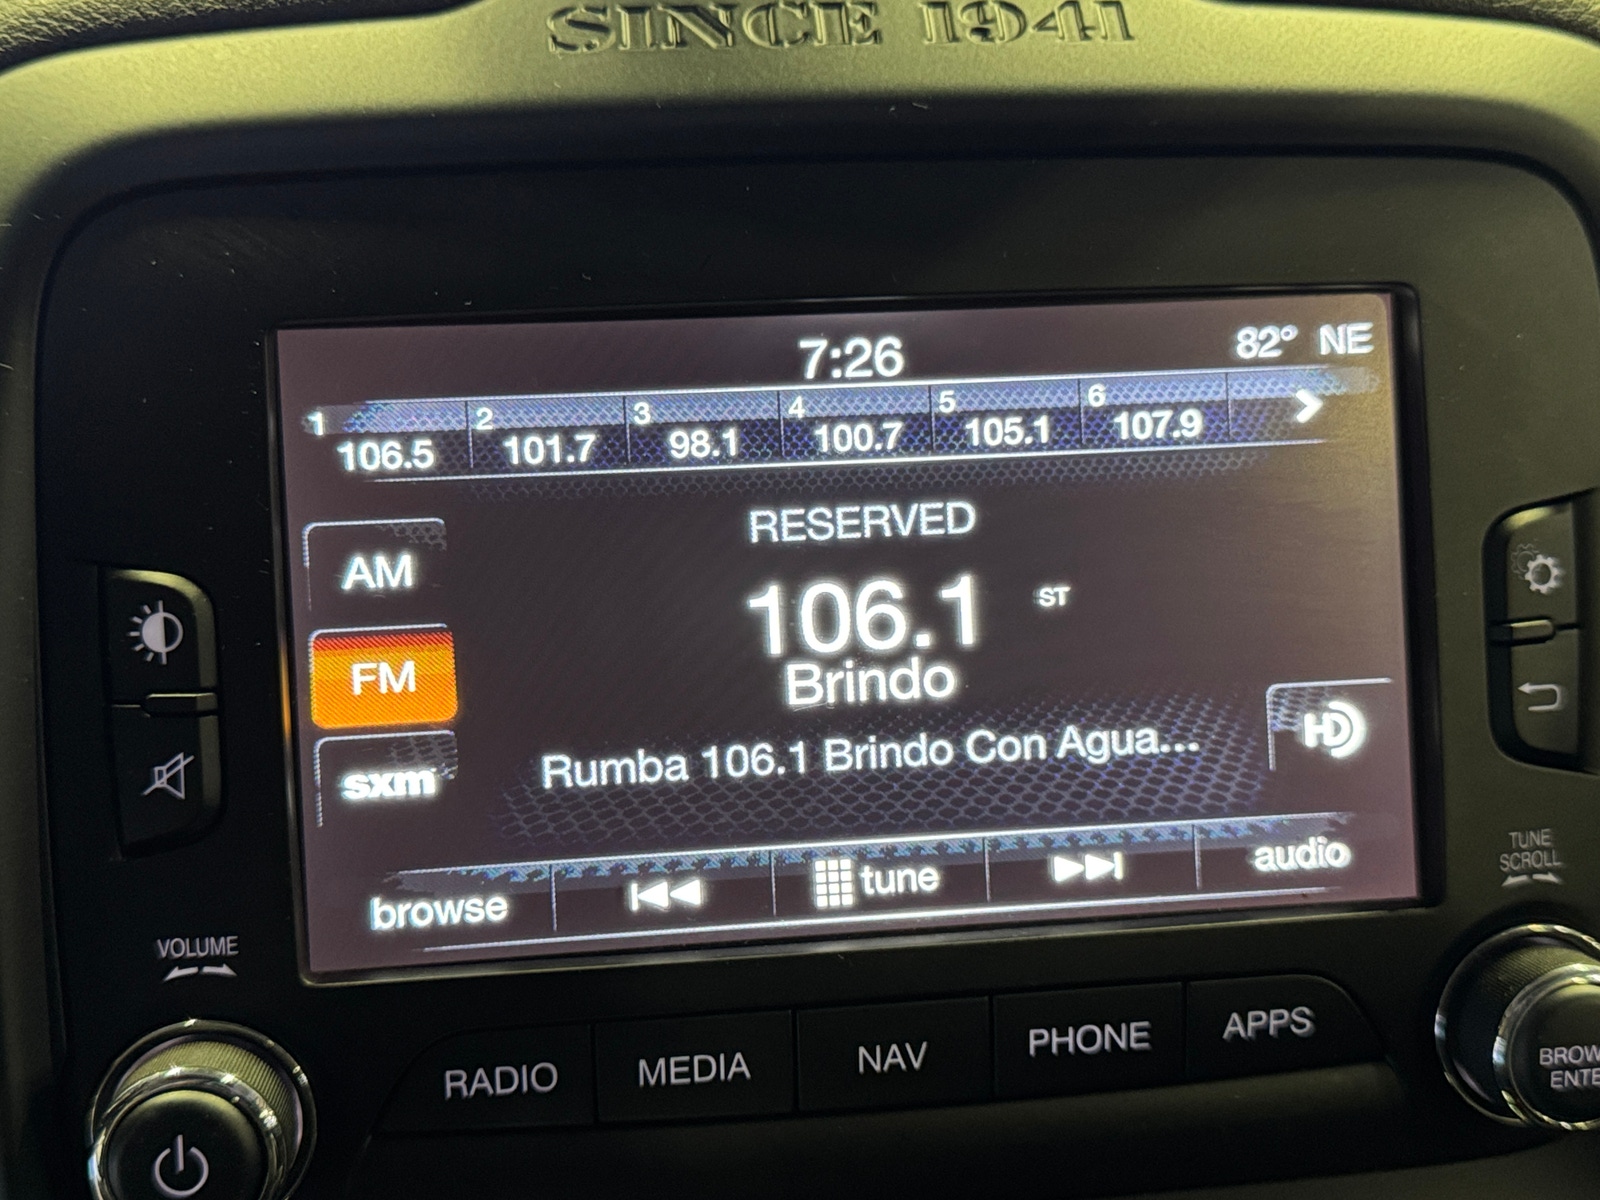 SINCE 1941
7:26
82° NE
1 106.5 2 101.7 3 98.1 4 100.7 5 105.1 6 107.9
RESERVED
AM
106.1 ST
FM
Brindo
HD
sxm
Rumba 106.1 Brindo Con Agua...
browse tune audio
VOLUME
TUNE
SCROLL
RADIO MEDIA NAV PHONE APPS
BROW
ENTE